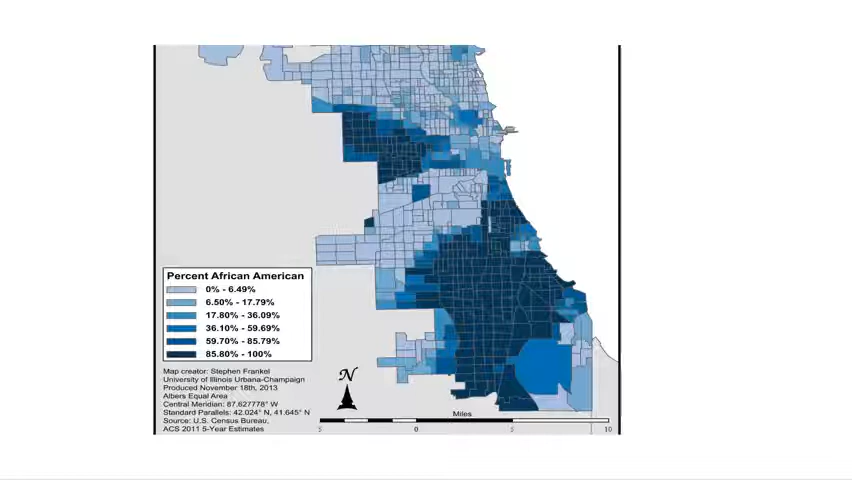 Percent African American
0% - 6.49%
6.50% - 17.79%
17.80% - 36.09%
36.10% - 59.69%
59.70% - 85.79%
85.80% - 100%
Map creator: Stephen Frankel
University of Illinois Urbana-Champaign
Produced November 18th, 2013
Albers Equal Area
Central Meridian: 87.627778° W
Standard Parallels: 42.024° N, 41.645° N
Source: U.S. Census Bureau,
ACS 2011 5-Year Estimates
N
Miles
5 0 5 10